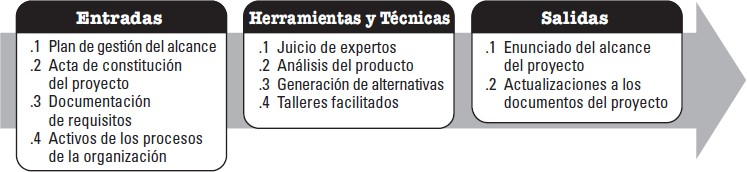 Entradas
.1 Plan de gestión del alcance
.2 Acta de constitución
del proyecto
.3 Documentación
de requisitos
.4 Activos de los procesos
de la organización
Herramientas y Técnicas
.1 Juicio de expertos
.2 Análisis del producto
.3 Generación de alternativas
.4 Talleres facilitados
Salidas
.1 Enunciado del alcance
del proyecto
.2 Actualizaciones a los
documentos del proyecto